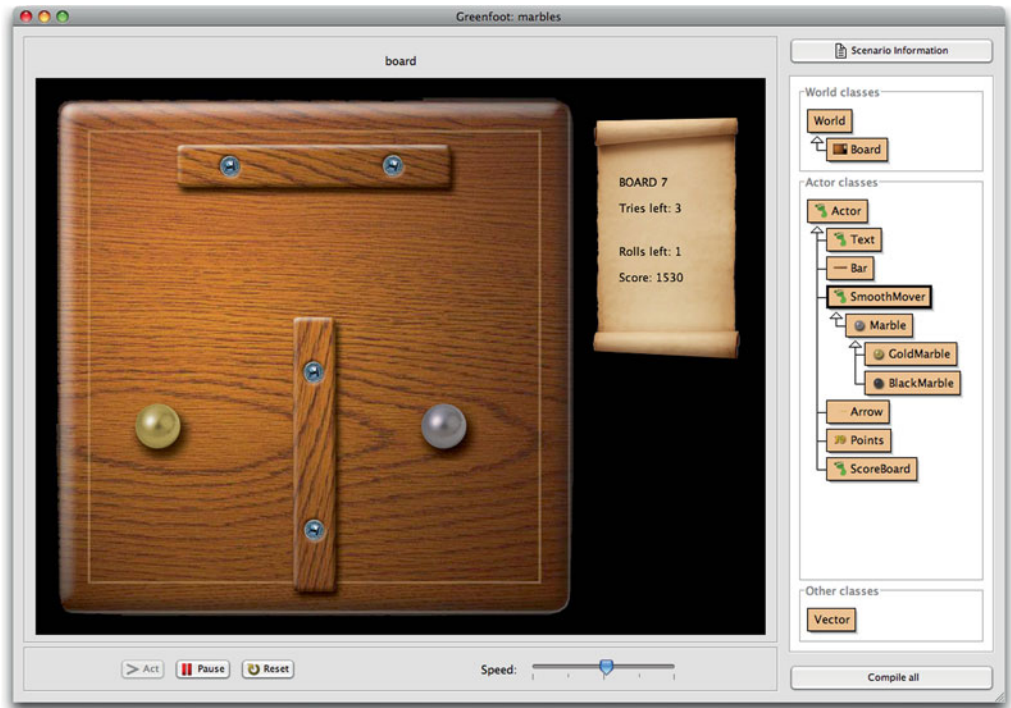 Greenfoot: marbles
board
Scenario Information
BOARD 7
Tries left: 3
Rolls left: 1
Score: 1530
World classes
World
Board
Actor classes
Actor
Text
Bar
SmoothMover
Marble
GoldMarble
BlackMarble
Arrow
Points
ScoreBoard
Other classes
Vector
Act
Pause
Reset
Speed:
Compile all